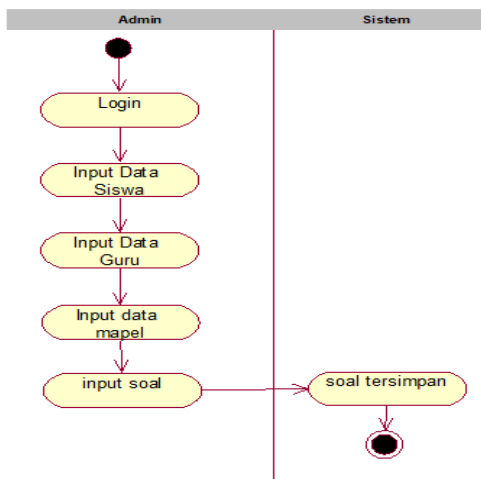 Admin
Sistem
Login
Input Data
Siswa
Input Data
Guru
Input data
mapel
input soal
soal tersimpan